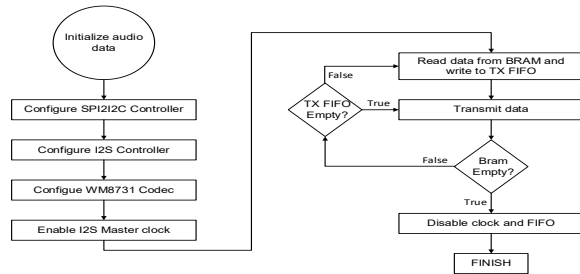 Initialize audio
data
Configure SPI2I2C Controller
Configure I2S Controller
Configue WM8731 Codec
Enable I2S Master clock
Read data from BRAM and
write to TX FIFO
False
TX FIFO
Empty?
True
Transmit data
False
Bram
Empty?
True
Disable clock and FIFO
FINISH